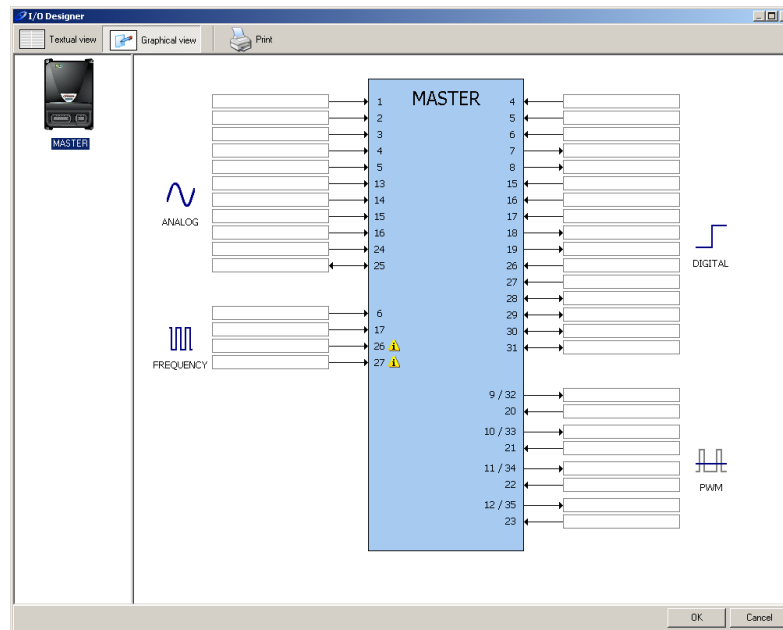 I/O Designer
Textual view Graphical view Print
MASTER
MASTER
1 4
2 5
3 6
4 7
5 8
13 15
14 16
15 17
16 18
24 19
25 26
27
28
6 29
17 30
26 31
27
ANALOG
DIGITAL
FREQUENCY
9 / 32
20
10 / 33
21
11 / 34
22
12 / 35
23
PWM
OK Cancel